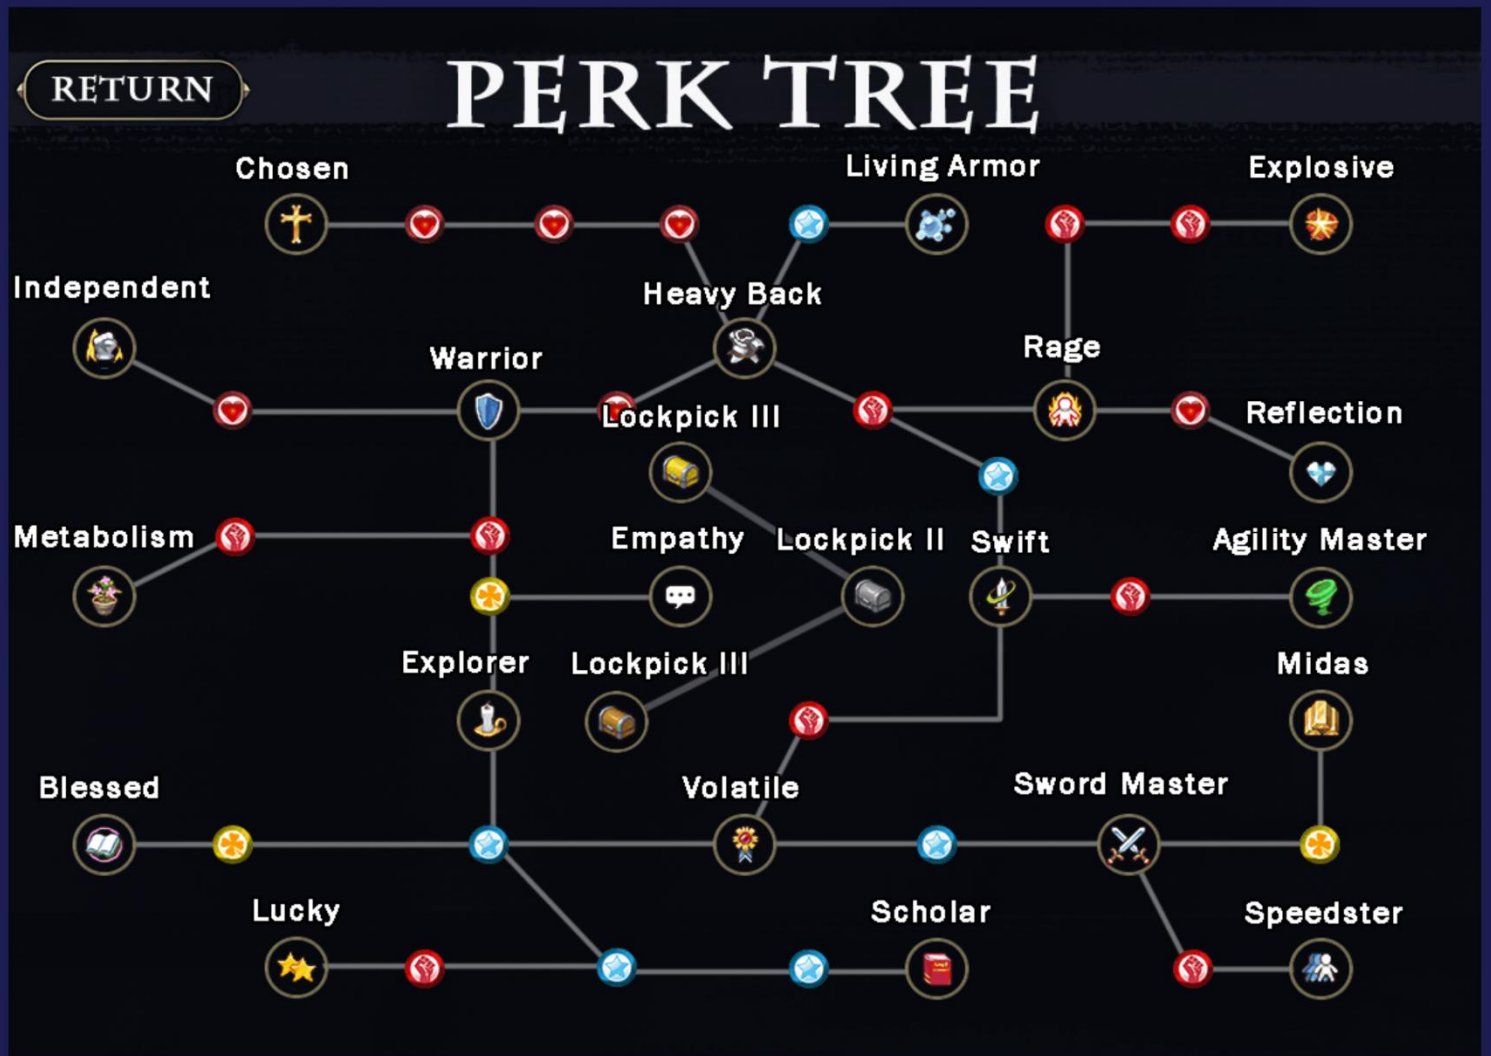 RETURN
PERK TREE
Chosen
Living Armor
Explosive
Independent
Heavy Back
Warrior
Rage
Lockpick III
Reflection
Metabolism
Empathy
Lockpick II
Swift
Agility Master
Explorer
Lockpick III
Midas
Blessed
Volatile
Sword Master
Lucky
Scholar
Speedster